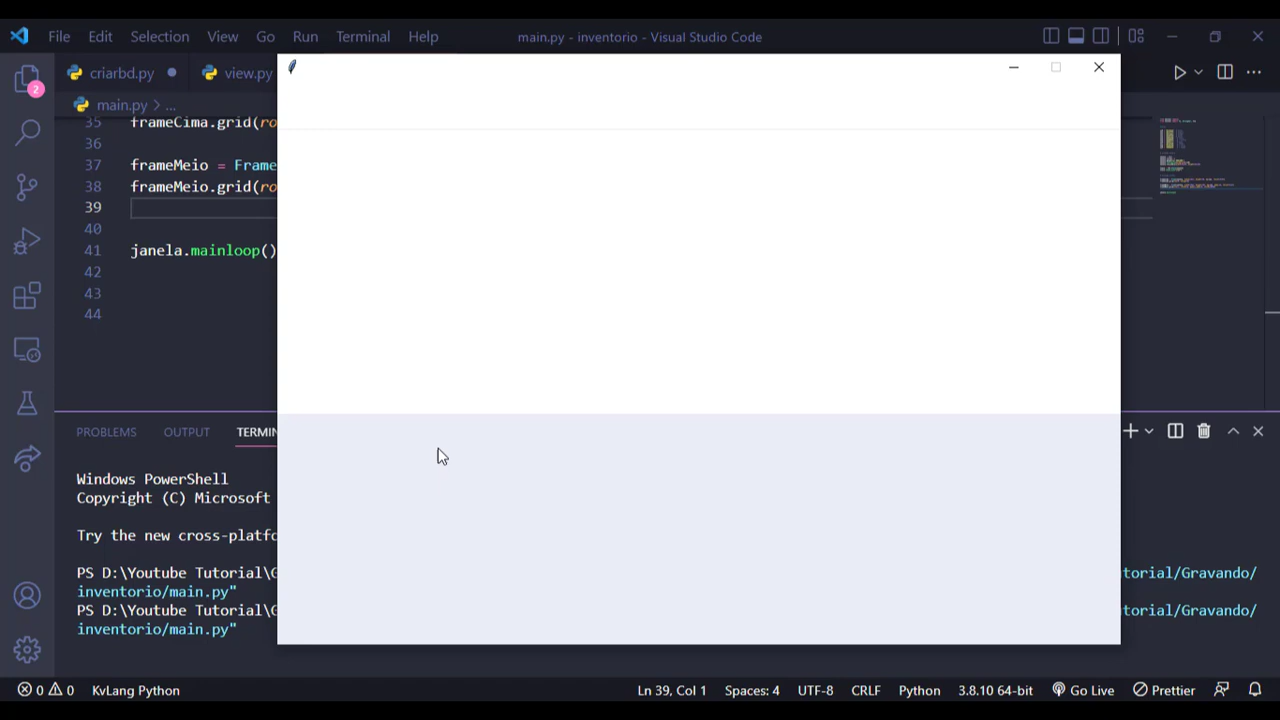 File Edit Selection View Go Run Terminal Help main.py - inventorio - Visual Studio Code
criarbd.py view.py
main.py > ...
2
35 frameCima.grid(ro
36
37 frameMeio = Frame
38 frameMeio.grid(ro
39
40
41 janela.mainloop()
42
43
44
PROBLEMS OUTPUT TERMIN
Windows PowerShell
Copyright (C) Microsoft
Try the new cross-platfo
PS D:\Youtube Tutorial\G torial/Gravando/
inventorio/main.py"
PS D:\Youtube Tutorial\G torial/Gravando/
inventorio/main.py"
0 0 KvLang Python Ln 39, Col 1 Spaces: 4 UTF-8 CRLF Python 3.8.10 64-bit Go Live Prettier